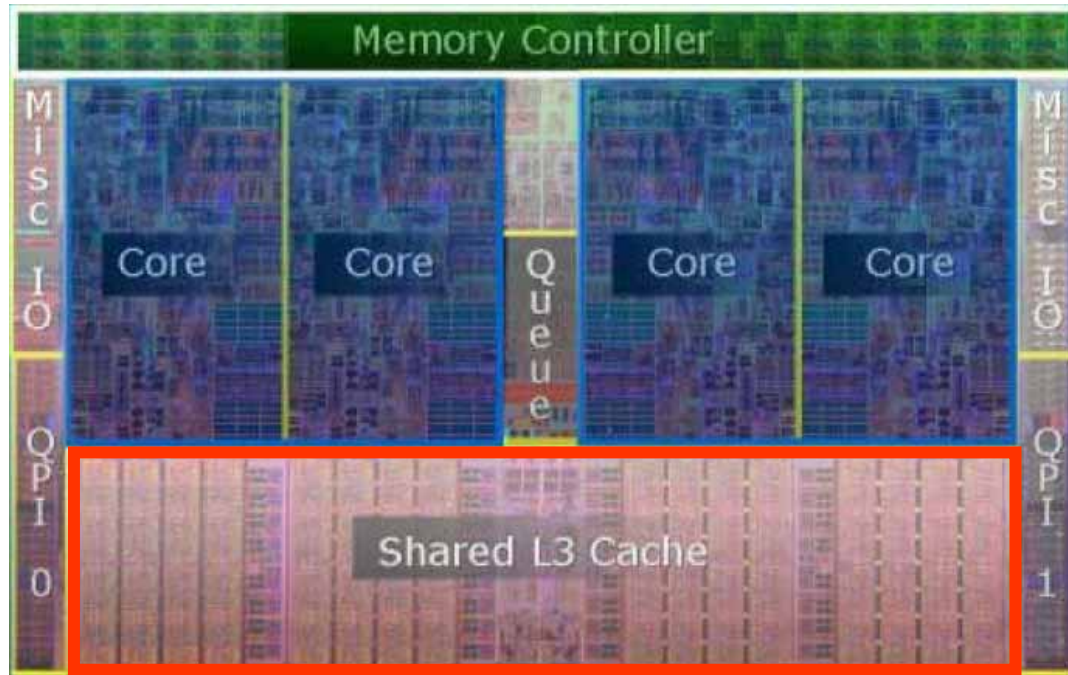 Memory Controller
Misc IO
Core
Core
Queue
Core
Core
Misc IO
QPI 0
Shared L3 Cache
QPI 1